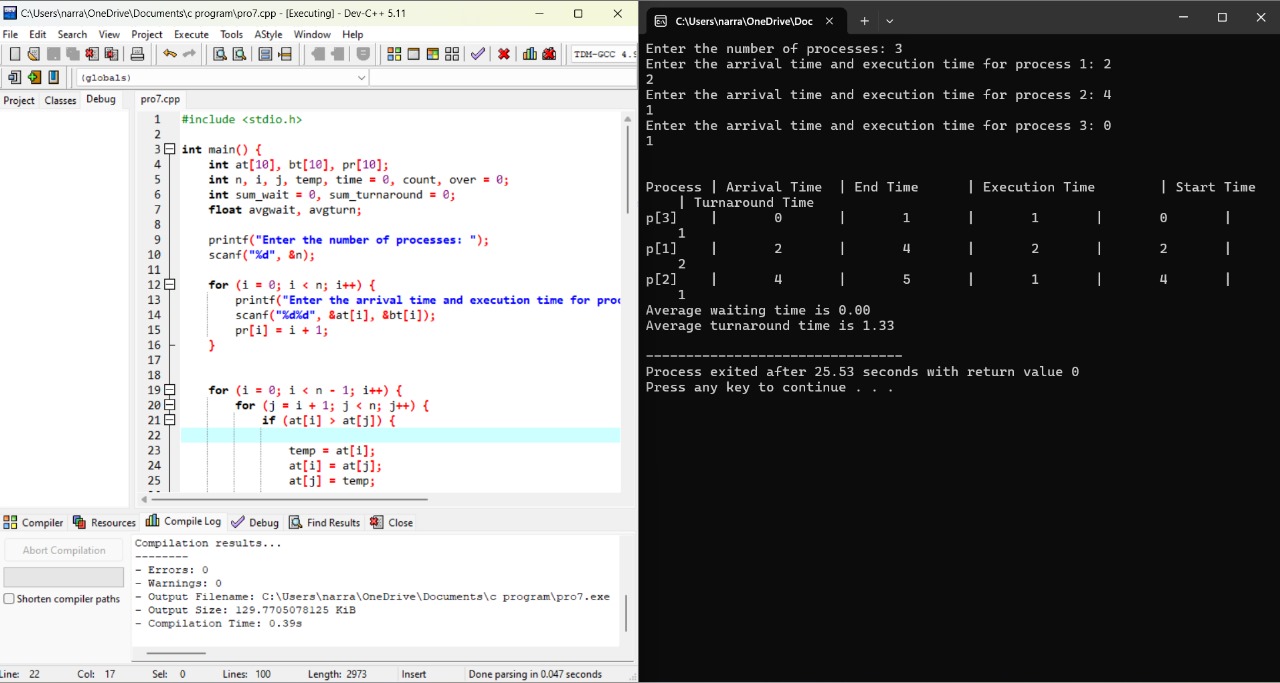 C:\Users\narra\OneDrive\Documents\c program\pro7.cpp - [Executing] - Dev-C++ 5.11
File Edit Search View Project Execute Tools AStyle Window Help
TDM-GCC 4.9
(globals)
Project Classes Debug
pro7.cpp
1 #include <stdio.h>
2
3 int main() {
4 int at[10], bt[10], pr[10];
5 int n, i, j, temp, time = 0, count, over = 0;
6 int sum_wait = 0, sum_turnaround = 0;
7 float avgwait, avgturn;
8
9 printf("Enter the number of processes: ");
10 scanf("%d", &n);
11
12 for (i = 0; i < n; i++) {
13 printf("Enter the arrival time and execution time for proc
14 scanf("%d%d", &at[i], &bt[i]);
15 pr[i] = i + 1;
16 }
17
18
19 for (i = 0; i < n - 1; i++) {
20 for (j = i + 1; j < n; j++) {
21 if (at[i] > at[j]) {
22
23 temp = at[i];
24 at[i] = at[j];
25 at[j] = temp;
Compiler Resources Compile Log Debug Find Results Close
Abort Compilation
Shorten compiler paths
Compilation results...
--------
- Errors: 0
- Warnings: 0
- Output Filename: C:\Users\narra\OneDrive\Documents\c program\pro7.exe
- Output Size: 129.7705078125 KiB
- Compilation Time: 0.39s
Line: 22 Col: 17 Sel: 0 Lines: 100 Length: 2973 Insert Done parsing in 0.047 seconds
C:\Users\narra\OneDrive\Doc
Enter the number of processes: 3
Enter the arrival time and execution time for process 1: 2
2
Enter the arrival time and execution time for process 2: 4
1
Enter the arrival time and execution time for process 3: 0
1
Process | Arrival Time | End Time | Execution Time | Start Time
| Turnaround Time
p[3] | 0 | 1 | 1 | 0 |
1
p[1] | 2 | 4 | 2 | 2 |
2
p[2] | 4 | 5 | 1 | 4 |
1
Average waiting time is 0.00
Average turnaround time is 1.33
--------------------------------
Process exited after 25.53 seconds with return value 0
Press any key to continue . . .